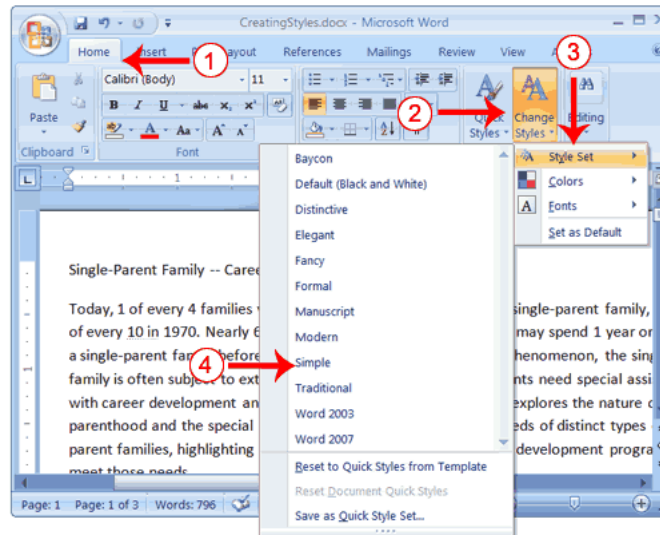 CreatingStyles.docx - Microsoft Word
Home Insert Layout References Mailings Review View
1
3
Calibri (Body) 11
Paste
B I U abc x₂ x²
Aa A A
2
Quick Styles
Change Styles
Editing
Clipboard
Font
Style Set
Colors
Fonts
Set as Default
Baycon
Default (Black and White)
Distinctive
Elegant
Fancy
Formal
Manuscript
Modern
Simple
Traditional
Word 2003
Word 2007
Reset to Quick Styles from Template
Reset Document Quick Styles
Save as Quick Style Set...
4
Single-Parent Family -- Caree
Today, 1 of every 4 families single-parent family,
of every 10 in 1970. Nearly 6 may spend 1 year or
a single-parent before henomenon, the sing
family is often subject to ext nts need special assi
with career development an explores the nature
parenthood and the special eds of distinct types
parent families, highlighting development progra
meet those needs
Page: 1 Page: 1 of 3 Words: 796